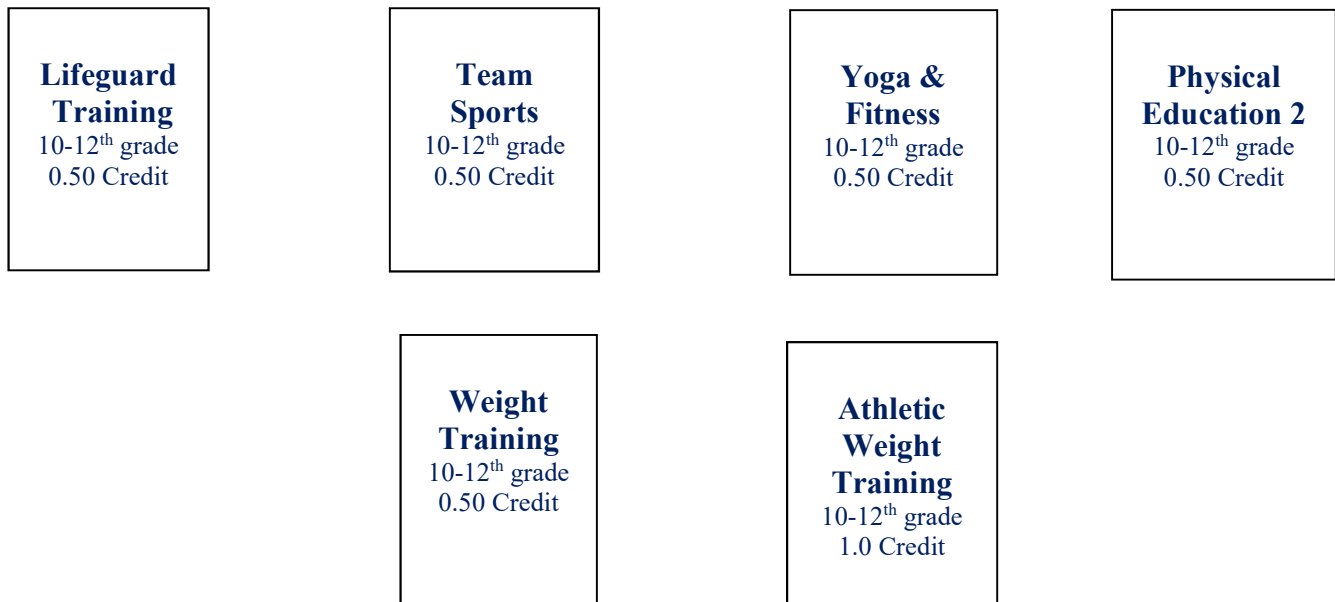 Lifeguard
Training
10-12th grade
0.50 Credit
Team
Sports
10-12th grade
0.50 Credit
Yoga &
Fitness
10-12th grade
0.50 Credit
Physical
Education 2
10-12th grade
0.50 Credit
Weight
Training
10-12th grade
0.50 Credit
Athletic
Weight
Training
10-12th grade
1.0 Credit